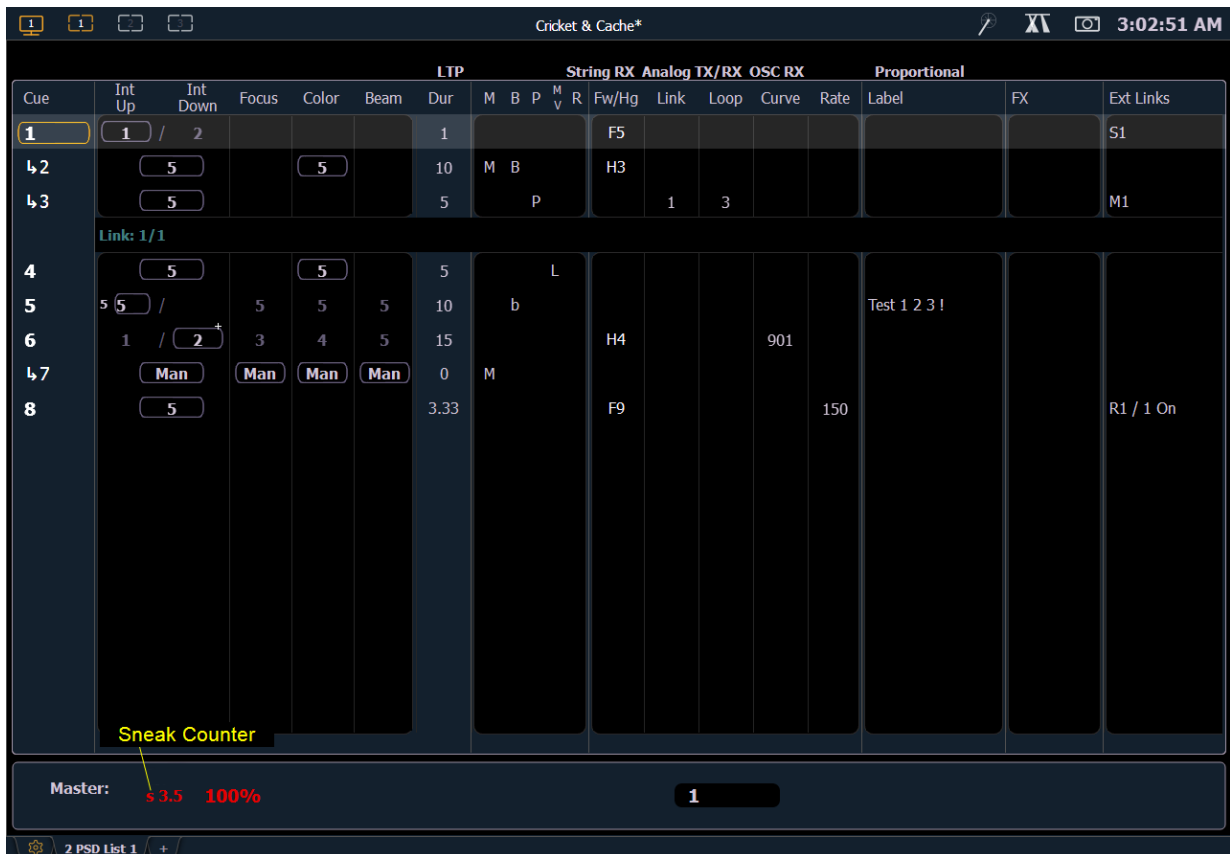 1 1 2 3 Cricket & Cache* 3:02:51 AM
LTP String RX Analog TX/RX OSC RX Proportional
Cue Int Up Int Down Focus Color Beam Dur M B P MV R Fw/Hg Link Loop Curve Rate Label FX Ext Links
1 1 / 2 1 F5 S1
↳2 5 5 10 M B H3
↳3 5 5 P 1 3 M1
Link: 1/1
4 5 5 5 L
5 5 5 / 5 5 5 10 b Test 1 2 3 !
6 1 / 2 + 3 4 5 15 H4 901
↳7 Man Man Man Man 0 M
8 5 3.33 F9 150 R1 / 1 On
Sneak Counter
Master: s 3.5 100% 1
2 PSD List 1 +